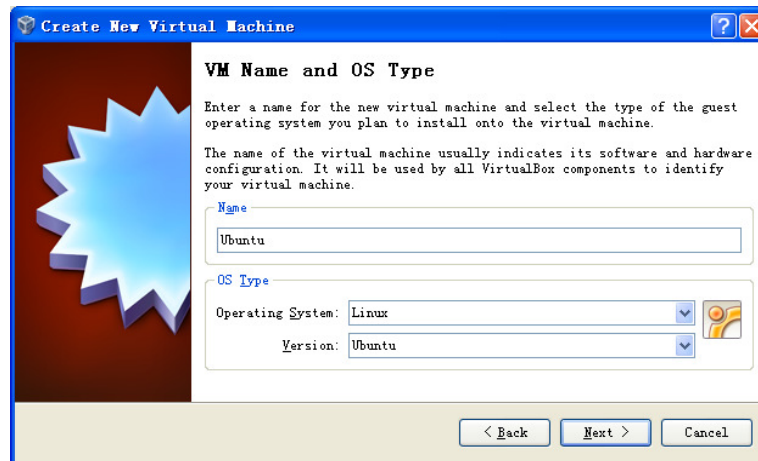 Create New Virtual Machine
VM Name and OS Type
Enter a name for the new virtual machine and select the type of the guest
operating system you plan to install onto the virtual machine.
The name of the virtual machine usually indicates its software and hardware
configuration. It will be used by all VirtualBox components to identify
your virtual machine.
Name
Ubuntu
OS Type
Operating System: Linux
Version: Ubuntu
< Back Next > Cancel